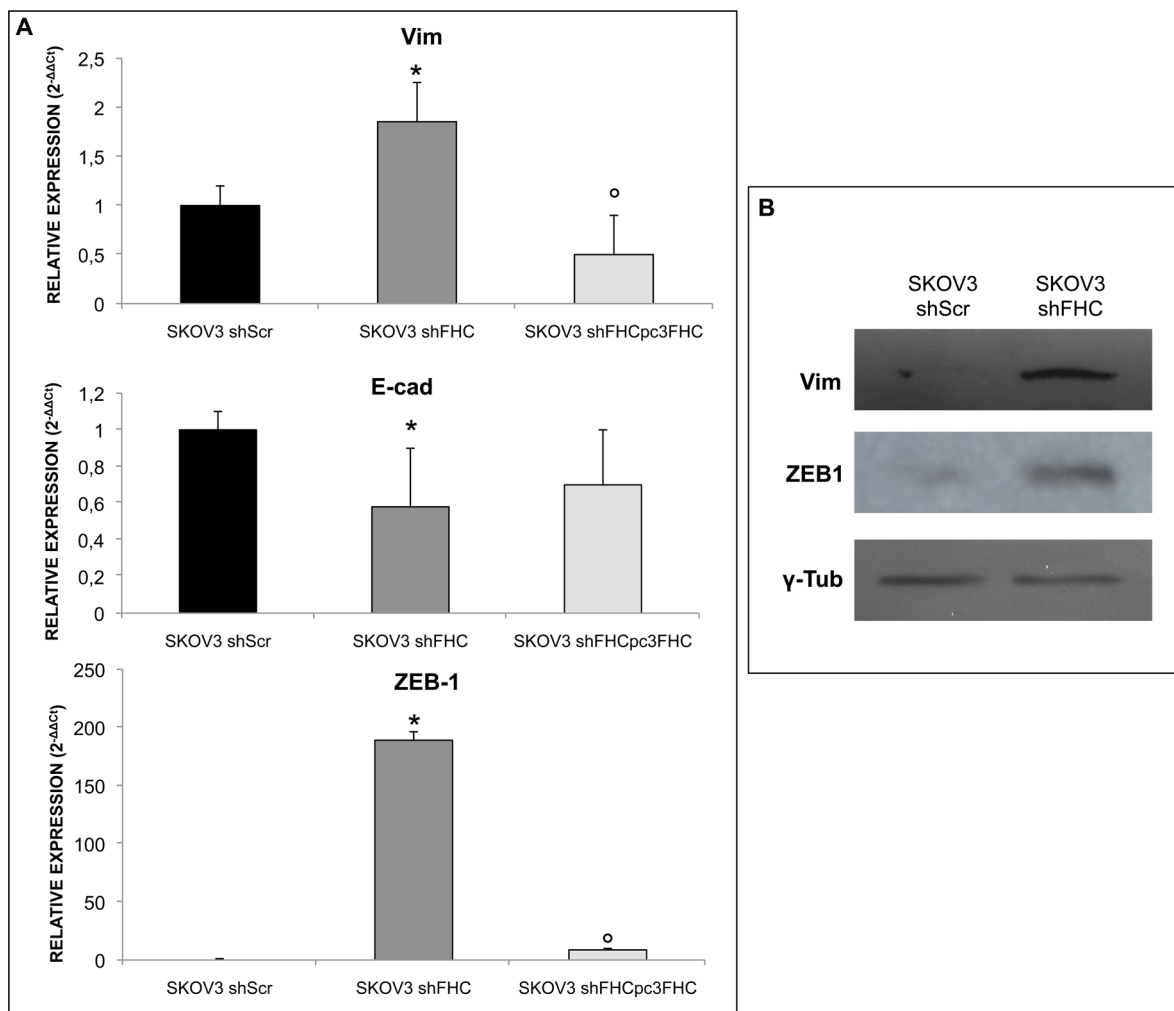 A
Vim
RELATIVE EXPRESSION (2-ΔΔCt)
2,5
2
1,5
1
0,5
0
*
°
SKOV3 shScr
SKOV3 shFHC
SKOV3 shFHCpc3FHC
E-cad
RELATIVE EXPRESSION (2-ΔΔCt)
1,2
1
0,8
0,6
0,4
0,2
0
*
SKOV3 shScr
SKOV3 shFHC
SKOV3 shFHCpc3FHC
ZEB-1
RELATIVE EXPRESSION (2-ΔΔCt)
250
200
150
100
50
0
*
°
SKOV3 shScr
SKOV3 shFHC
SKOV3 shFHCpc3FHC
B
SKOV3
shScr
SKOV3
shFHC
Vim
ZEB1
γ-Tub